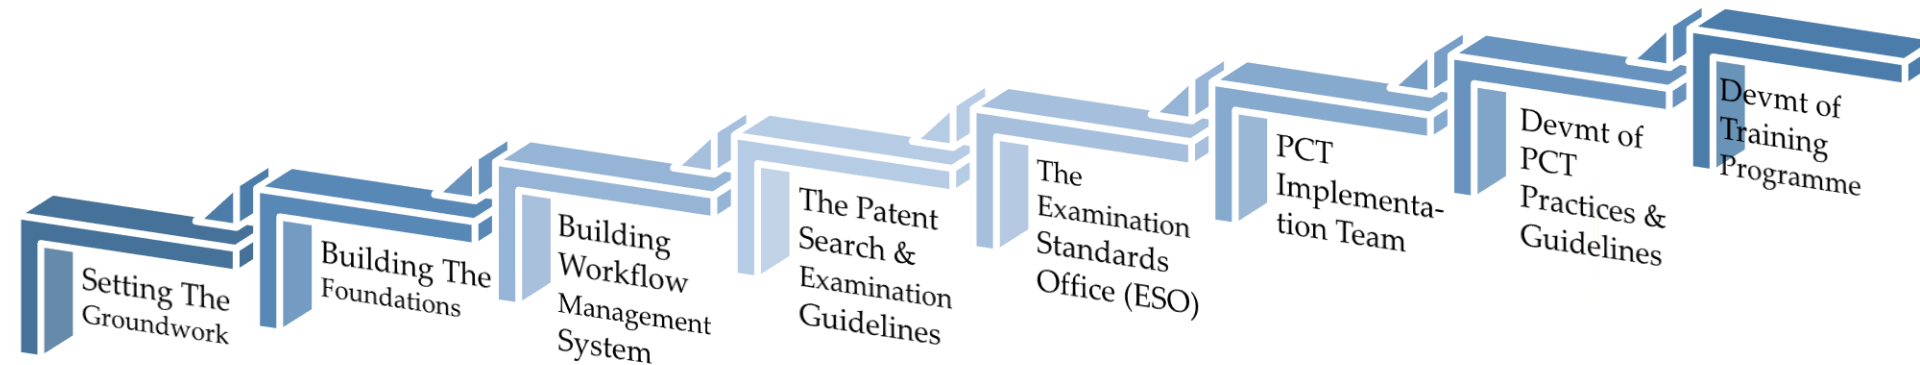 Setting The
Groundwork
Building The
Foundations
Building
Workflow
Management
System
The Patent
Search &
Examination
Guidelines
The
Examination
Standards
Office (ESO)
PCT
Implementa-
tion Team
Devmt of
PCT
Practices &
Guidelines
Devmt of
Training
Programme